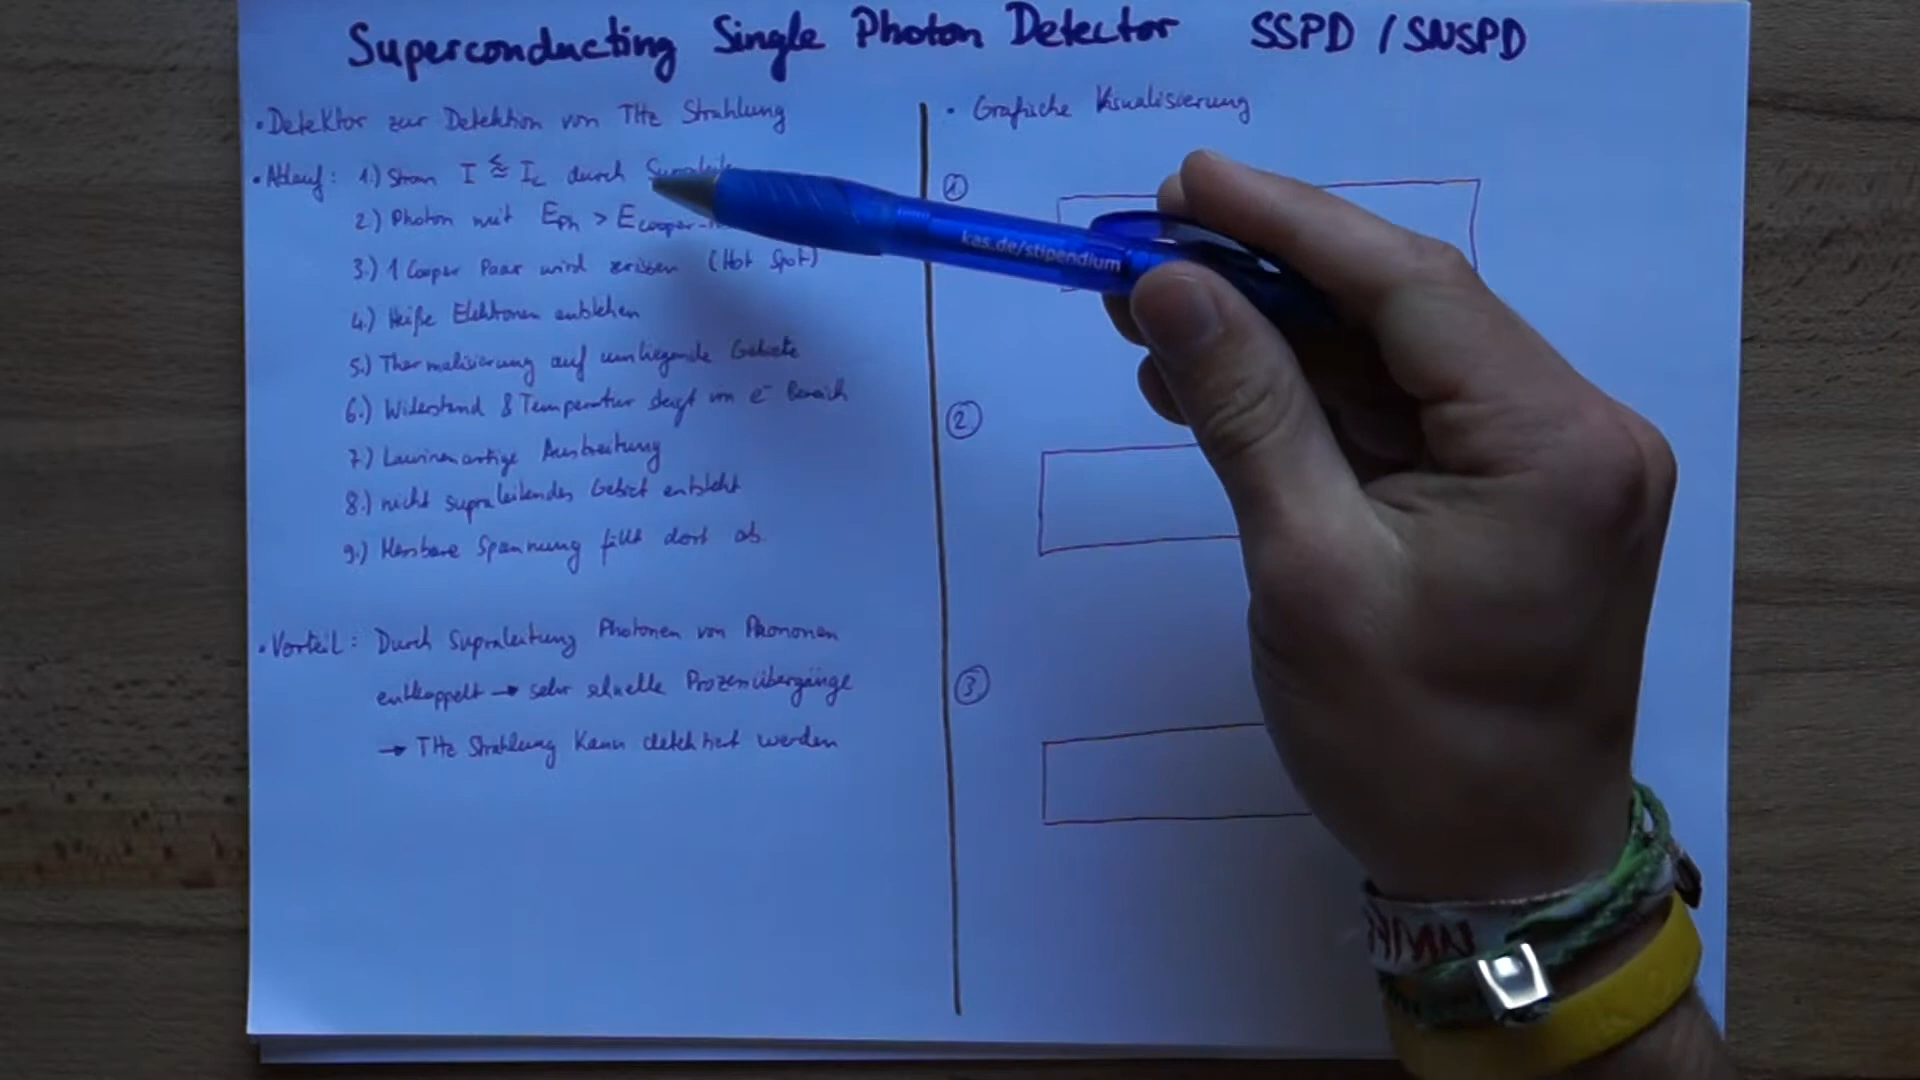 Superconducting Single Photon Detector SSPD / SNSPD
• Detektor zur Detektion von THz Strahlung
• Ablauf: 1.) Strom I ≲ Ic durch
2.) Photon mit EPh > Ecooper-
3.) 1 Cooper Paar wird zerissen (Hot Spot)
4.) Heiße Elektronen entstehen
5.) Thermalisierung auf umliegende Gebiete
6.) Widerstand & Temperatur steigt im e⁻ Bereich
7.) Lawinenartige Ausbreitung
8.) nicht supraleitendes Gebiet entsteht
9.) Messbare Spannung fällt dort ab
• Vorteil: Durch Supraleitung Photonen von Phononen
entkoppelt → sehr schnelle Prozessübergänge
→ THz Strahlung kann detektiert werden
• Grafische Visualisierung
①
②
③
kas.de/stipendium